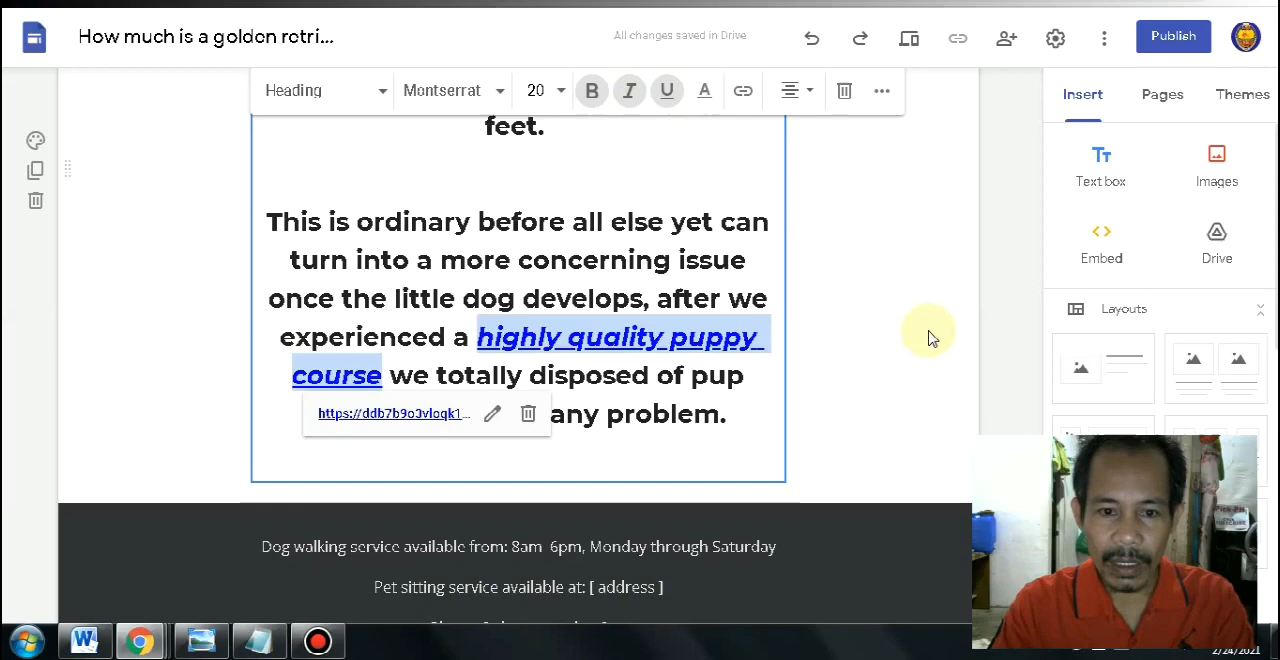 How much is a golden retri...
All changes saved in Drive
Publish
Heading
Montserrat
20
B
I
U
A
Insert
Pages
Themes
Tт
Text box
Images
Embed
Drive
Layouts
feet.
This is ordinary before all else yet can
turn into a more concerning issue
once the little dog develops, after we
experienced a highly quality puppy
course we totally disposed of pup
https://ddb7b9o3vloqk1...
any problem.
Dog walking service available from: 8am 6pm, Monday through Saturday
Pet sitting service available at: [ address ]
W
2/24/2021